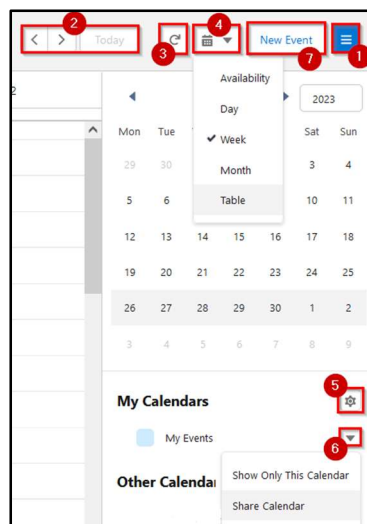 2 4 7 1
Today New Event
3
Availability
2 2023
Day
Mon Tue Sat Sun
Week
29 30 3 4
Month
5 6 Table 10 11
12 13 14 15 16 17 18
19 20 21 22 23 24 25
26 27 28 29 30 1 2
3 4 5 6 7 8 9
5
My Calendars
My Events 6
Show Only This Calendar
Other Calenda
Share Calendar